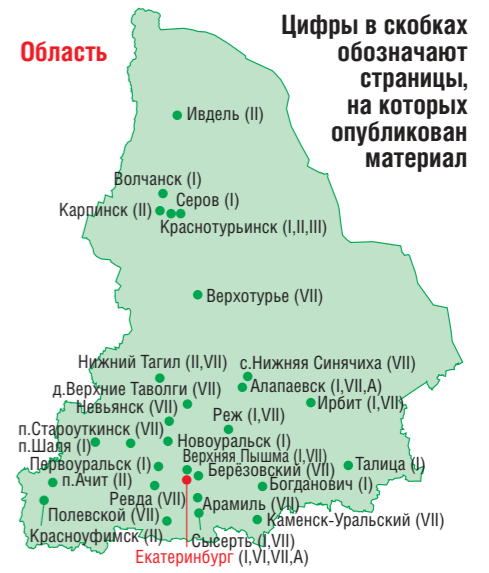 Область
Цифры в скобках
обозначают
страницы,
на которых
опубликован
материал
Ивдель (II)
Волчанск (I)
Карпинск (II)
Серов (I)
Краснотурьинск (I,II,III)
Верхотурье (VII)
Нижний Тагил (II,VII)
с.Нижняя Синячиха (VII)
д.Верхние Таволги (VII)
Алапаевск (I,VII,А)
Невьянск (VII)
Ирбит (I,VII)
п.Староуткинск (VII)
Реж (I,VII)
п.Шаля (I)
Новоуральск (I)
Верхняя Пышма (I,VII)
Первоуральск (I)
Берёзовский (VII)
Талица (I)
п.Ачит (II)
Богданович (I)
Ревда (VII)
Арамиль (VII)
Полевской (VII)
Каменск-Уральский (VII)
Красноуфимск (II)
Сысерть (I,VII)
Екатеринбург (I,VI,VII,А)